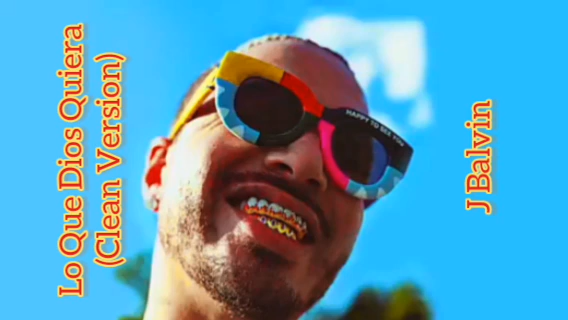 Lo Que Dios Quiera
(Clean Version)
HAPPY TO SEE YOU
J Balvin